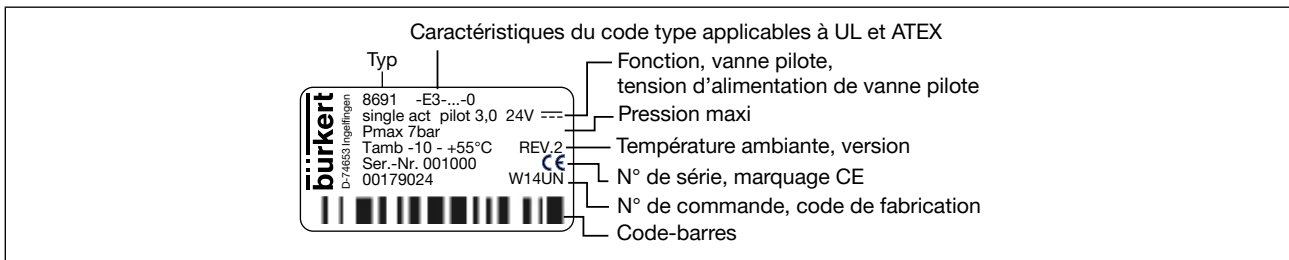 Caractéristiques du code type applicables à UL et ATEX
Typ
Fonction, vanne pilote,
tension d’alimentation de vanne pilote
Pression maxi
Température ambiante, version
N° de série, marquage CE
N° de commande, code de fabrication
Code-barres
bürkert
D-74653 Ingelfingen
8691 -E3-...-0
single act pilot 3,0 24V
Pmax 7bar
Tamb -10 - +55°C REV.2
Ser.-Nr. 001000 CE
00179024 W14UN